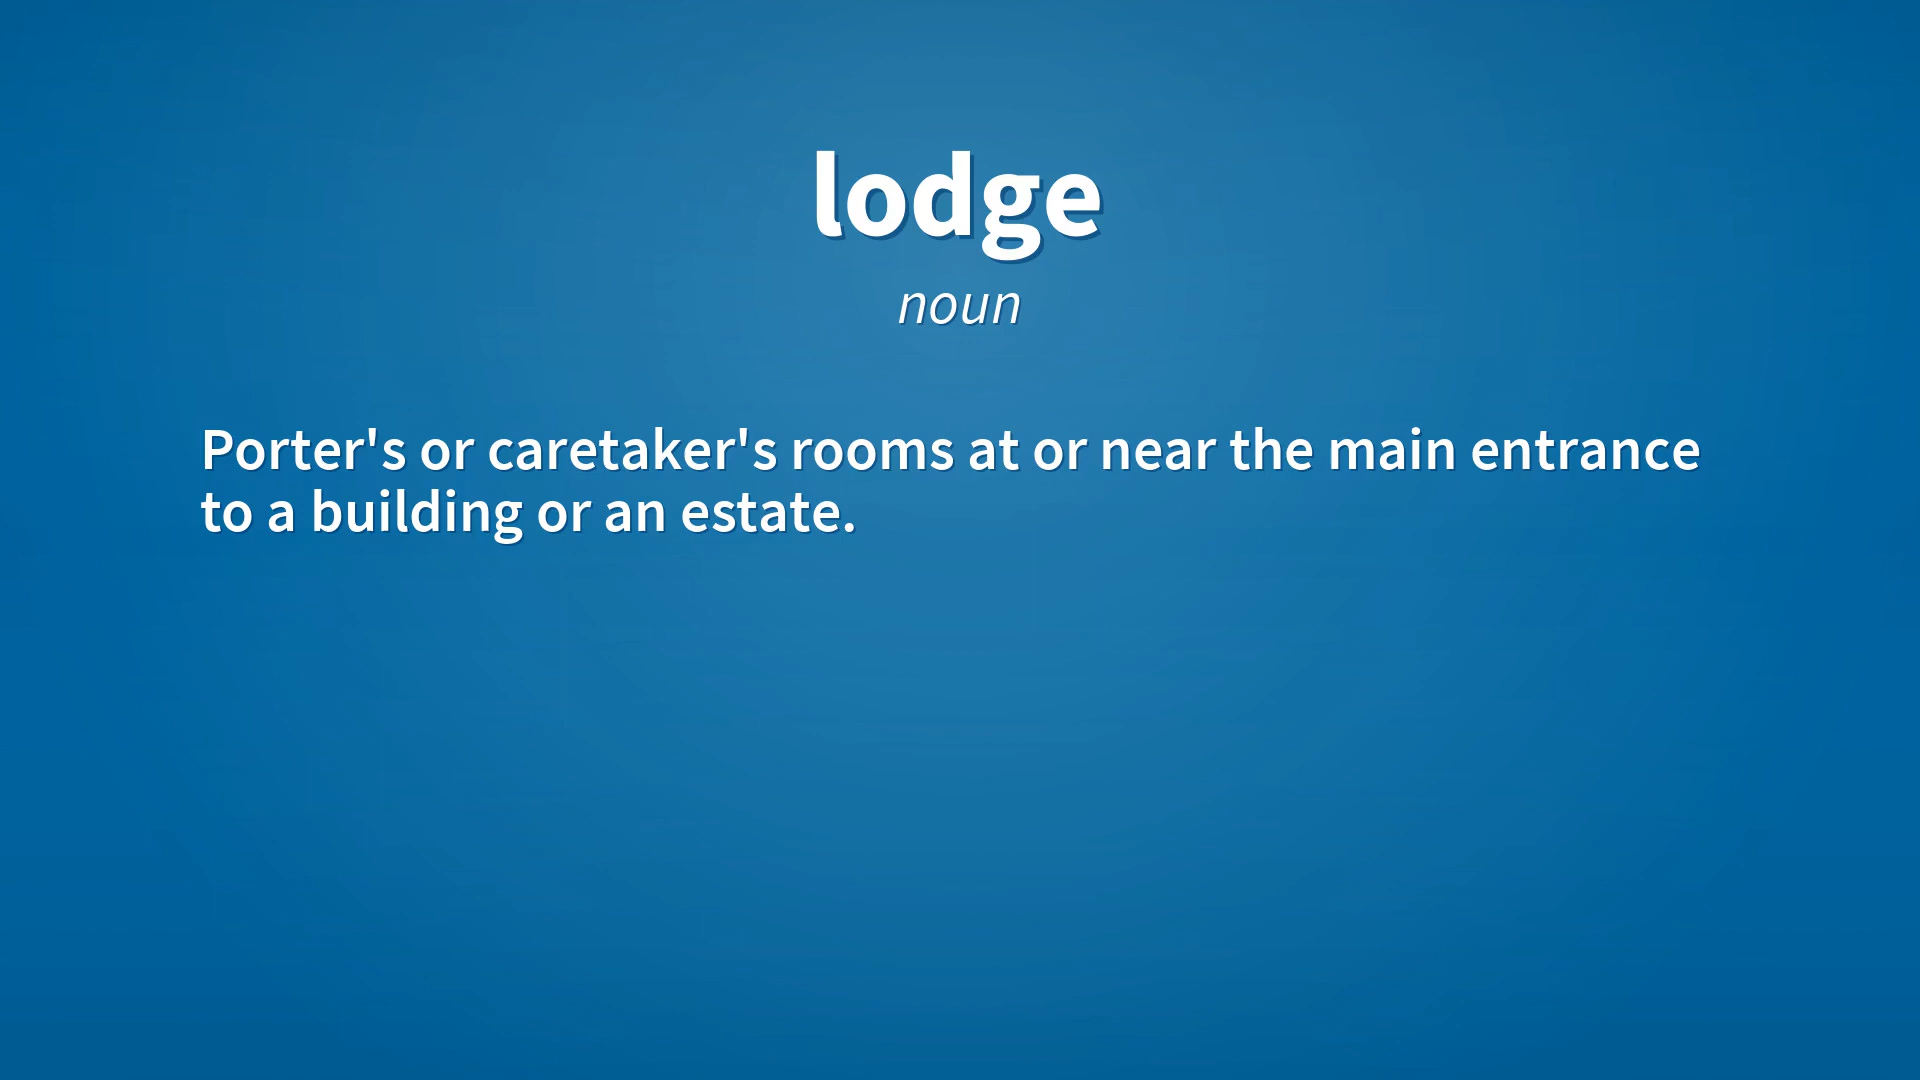 lodge
noun
Porter's or caretaker's rooms at or near the main entrance
to a building or an estate.